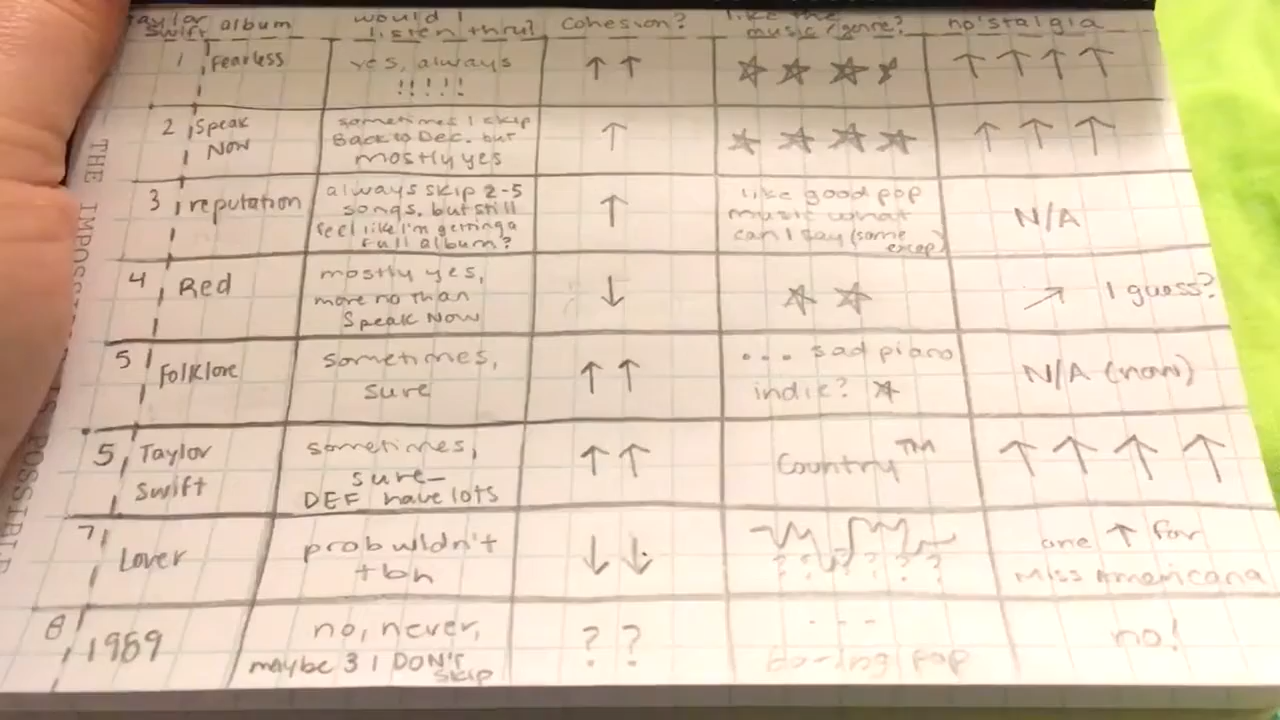 taylor swift album would I listen thru? cohesion? like the music/genre? nostalgia
1 Fearless yes, always !!!!! ↑↑ ☆☆☆☆ ↑↑↑↑
2 Speak Now sometimes I skip Back to Dec. but mostly yes ↑ ☆☆☆☆ ↑↑↑
3 reputation always skip 2-5 songs, but still feel like I'm getting a full album? ↑ like good pop music what can I say (some excep) N/A
4 Red mostly yes, more no than Speak Now ↓ ☆☆ ↗ I guess?
5 Folklore sometimes, sure ↑↑ ... sad piano indie? ☆ N/A (now)
5 Taylor Swift sometimes, sure— DEF have lots ↑↑ Country™ ↑↑↑↑
7 Lover prob wldn't tbh ↓↓ ? ? ? ? ? one ↑ for Miss Americana
8 1989 no, never, maybe 3 I DON'T skip ?? --- boring pop no!
THE IMPOSSI
IS POSSIBLE